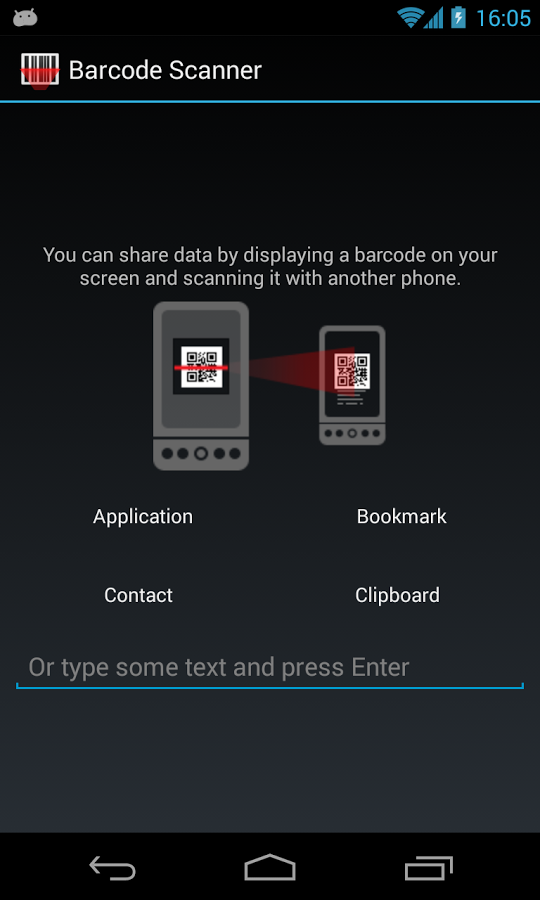 16:05
Barcode Scanner
You can share data by displaying a barcode on your
screen and scanning it with another phone.
Application
Bookmark
Contact
Clipboard
Or type some text and press Enter